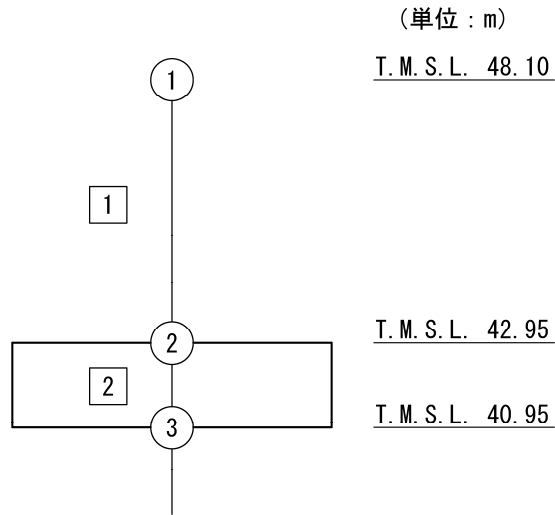 (単位:m)
① T.M.S.L. 48.10
1
② T.M.S.L. 42.95
2
③ T.M.S.L. 40.95